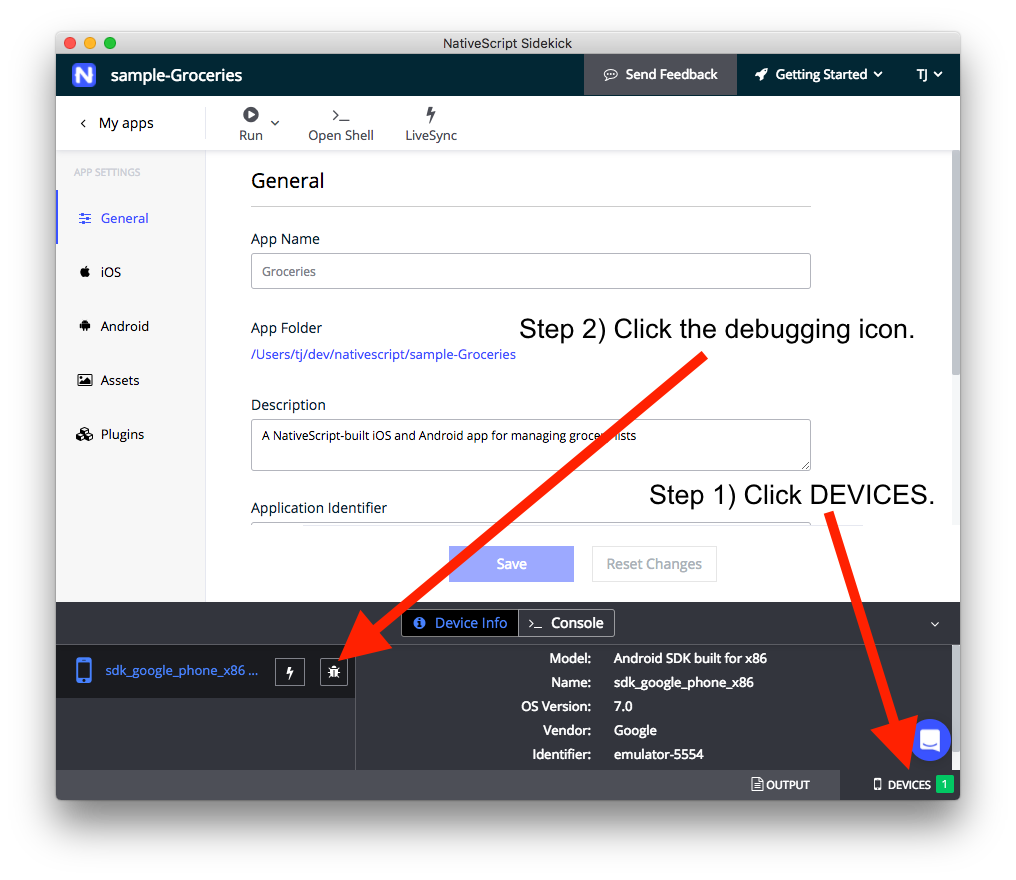 NativeScript Sidekick
N sample-Groceries
Send Feedback
Getting Started
TJ
My apps
Run
Open Shell
LiveSync
APP SETTINGS
General
iOS
Android
Assets
Plugins
General
App Name
Groceries
Step 2) Click the debugging icon.
App Folder
/Users/tj/dev/nativescript/sample-Groceries
Description
A NativeScript-built iOS and Android app for managing grocery lists
Step 1) Click DEVICES.
Application Identifier
Save
Reset Changes
Device Info
>_ Console
sdk_google_phone_x86 ...
Model: Android SDK built for x86
Name: sdk_google_phone_x86
OS Version: 7.0
Vendor: Google
Identifier: emulator-5554
OUTPUT
DEVICES 1